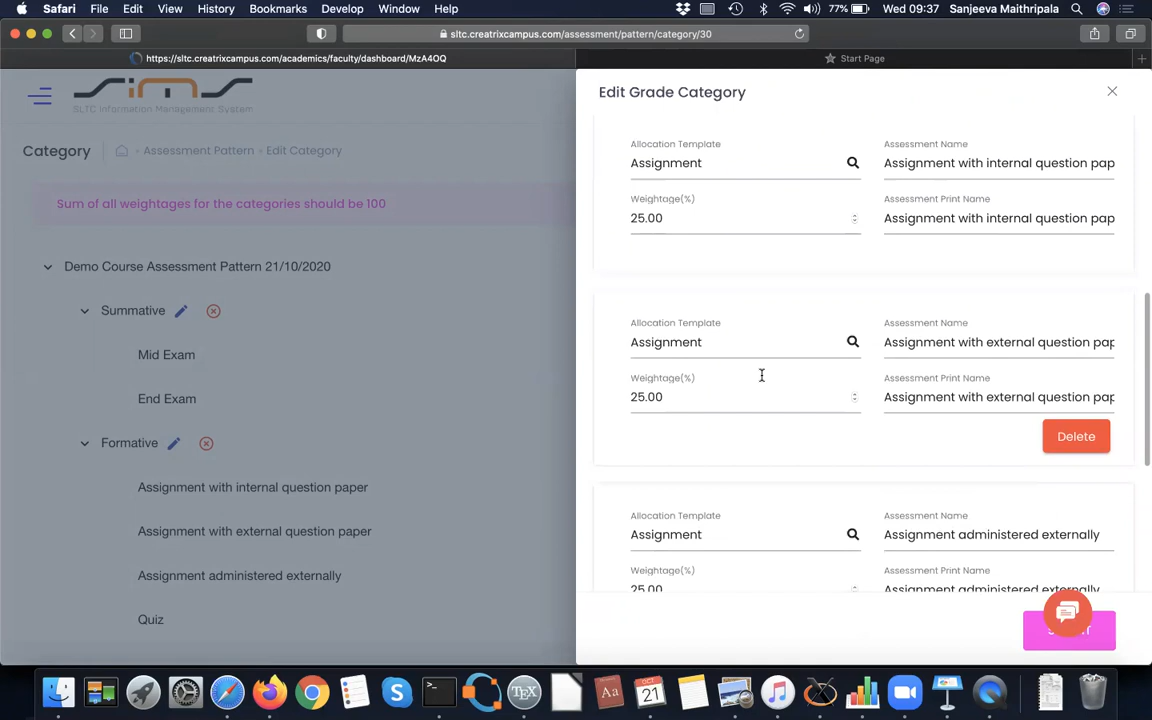 Safari File Edit View History Bookmarks Develop Window Help 77% Wed 09:37 Sanjeeva Maithripala
sltc.creatrixcampus.com/assessment/pattern/category/30
https://sltc.creatrixcampus.com/academics/faculty/dashboard/MzA4OQ
Start Page
sims
SLTC Information Management System
Category Assessment Pattern Edit Category
Sum of all weightages for the categories should be 100
Demo Course Assessment Pattern 21/10/2020
Summative
Mid Exam
End Exam
Formative
Assignment with internal question paper
Assignment with external question paper
Assignment administered externally
Quiz
Edit Grade Category
Allocation Template Assessment Name
Assignment Assignment with internal question pap
Weightage(%) Assessment Print Name
25.00 Assignment with internal question pap
Allocation Template Assessment Name
Assignment Assignment with external question pap
Weightage(%) Assessment Print Name
25.00 Assignment with external question pap
Delete
Allocation Template Assessment Name
Assignment Assignment administered externally
Weightage(%) Assessment Print Name
25.00 Assignment administered externally
TEX
Aa
OCT
21